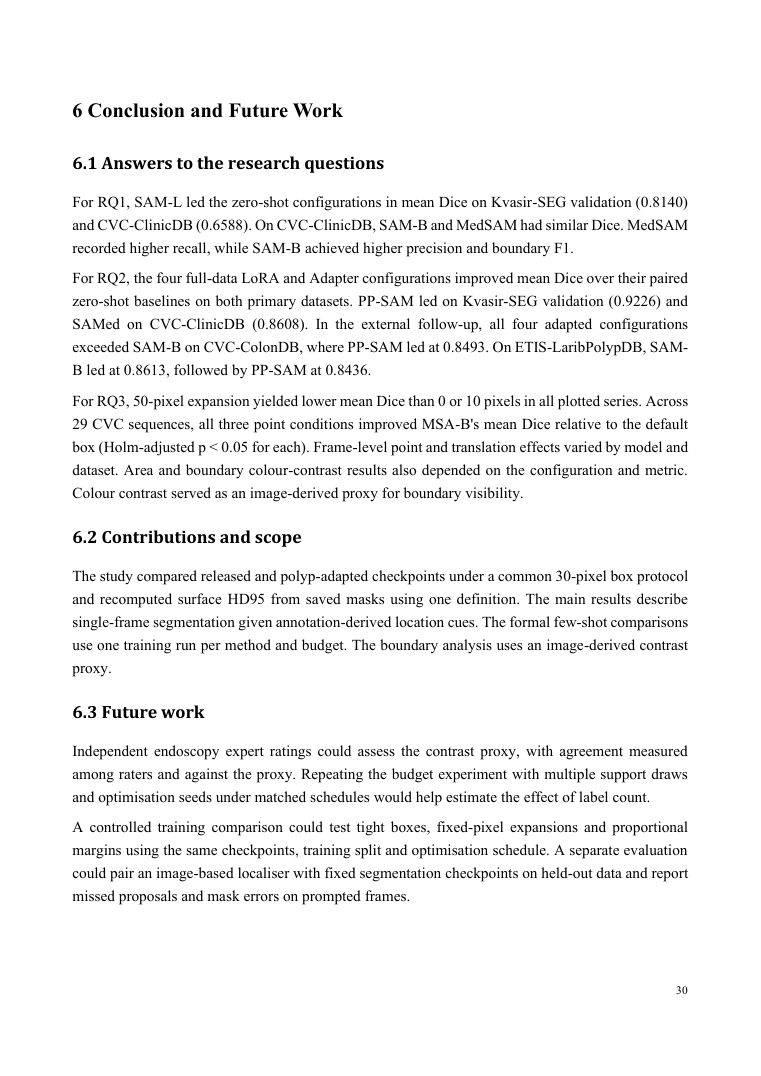 6 Conclusion and Future Work
6.1 Answers to the research questions
For RQ1, SAM-L led the zero-shot configurations in mean Dice on Kvasir-SEG validation (0.8140)
and CVC-ClinicDB (0.6588). On CVC-ClinicDB, SAM-B and MedSAM had similar Dice. MedSAM
recorded higher recall, while SAM-B achieved higher precision and boundary F1.
For RQ2, the four full-data LoRA and Adapter configurations improved mean Dice over their paired
zero-shot baselines on both primary datasets. PP-SAM led on Kvasir-SEG validation (0.9226) and
SAMed on CVC-ClinicDB (0.8608). In the external follow-up, all four adapted configurations
exceeded SAM-B on CVC-ColonDB, where PP-SAM led at 0.8493. On ETIS-LaribPolypDB, SAM-
B led at 0.8613, followed by PP-SAM at 0.8436.
For RQ3, 50-pixel expansion yielded lower mean Dice than 0 or 10 pixels in all plotted series. Across
29 CVC sequences, all three point conditions improved MSA-B's mean Dice relative to the default
box (Holm-adjusted p < 0.05 for each). Frame-level point and translation effects varied by model and
dataset. Area and boundary colour-contrast results also depended on the configuration and metric.
Colour contrast served as an image-derived proxy for boundary visibility.
6.2 Contributions and scope
The study compared released and polyp-adapted checkpoints under a common 30-pixel box protocol
and recomputed surface HD95 from saved masks using one definition. The main results describe
single-frame segmentation given annotation-derived location cues. The formal few-shot comparisons
use one training run per method and budget. The boundary analysis uses an image-derived contrast
proxy.
6.3 Future work
Independent endoscopy expert ratings could assess the contrast proxy, with agreement measured
among raters and against the proxy. Repeating the budget experiment with multiple support draws
and optimisation seeds under matched schedules would help estimate the effect of label count.
A controlled training comparison could test tight boxes, fixed-pixel expansions and proportional
margins using the same checkpoints, training split and optimisation schedule. A separate evaluation
could pair an image-based localiser with fixed segmentation checkpoints on held-out data and report
missed proposals and mask errors on prompted frames.
30